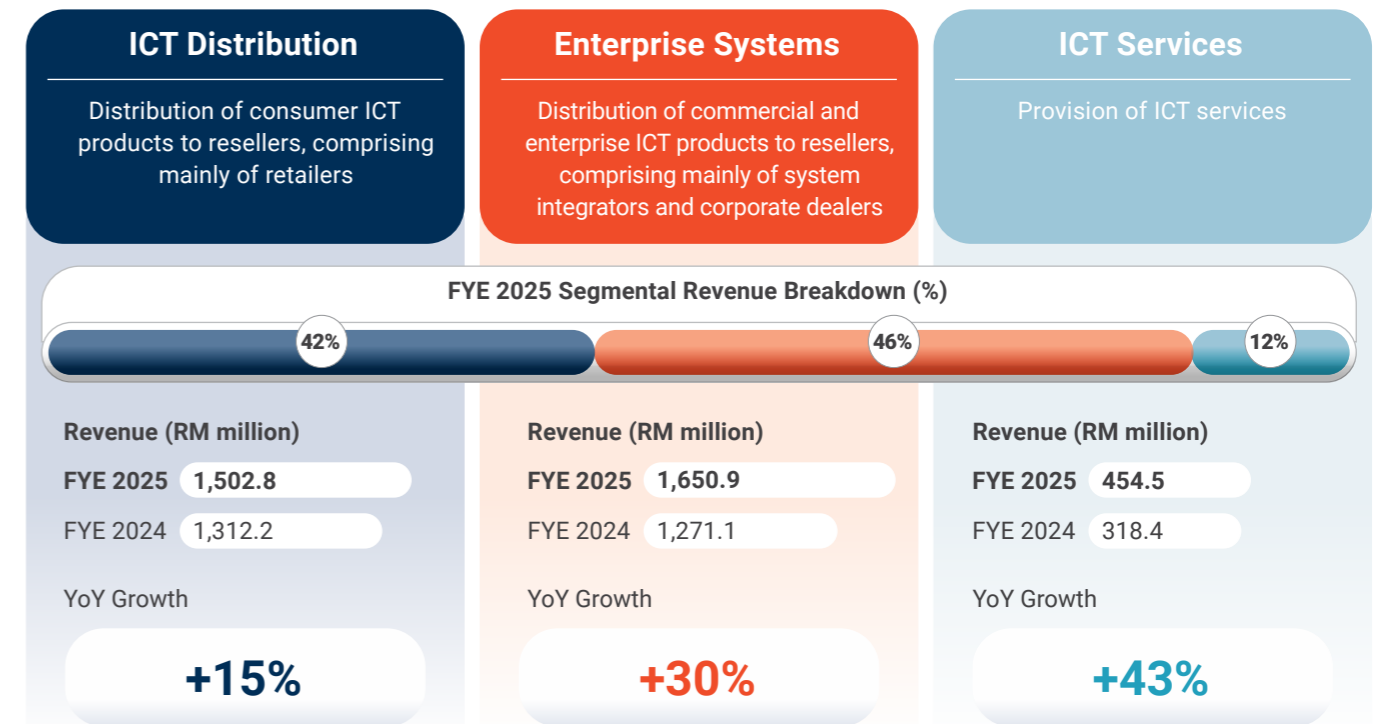 ICT Distribution
Distribution of consumer ICT
products to resellers, comprising
mainly of retailers
Enterprise Systems
Distribution of commercial and
enterprise ICT products to resellers,
comprising mainly of system
integrators and corporate dealers
ICT Services
Provision of ICT services
FYE 2025 Segmental Revenue Breakdown (%)
42%
46%
12%
Revenue (RM million)
FYE 2025 1,502.8
FYE 2024 1,312.2
YoY Growth
+15%
Revenue (RM million)
FYE 2025 1,650.9
FYE 2024 1,271.1
YoY Growth
+30%
Revenue (RM million)
FYE 2025 454.5
FYE 2024 318.4
YoY Growth
+43%